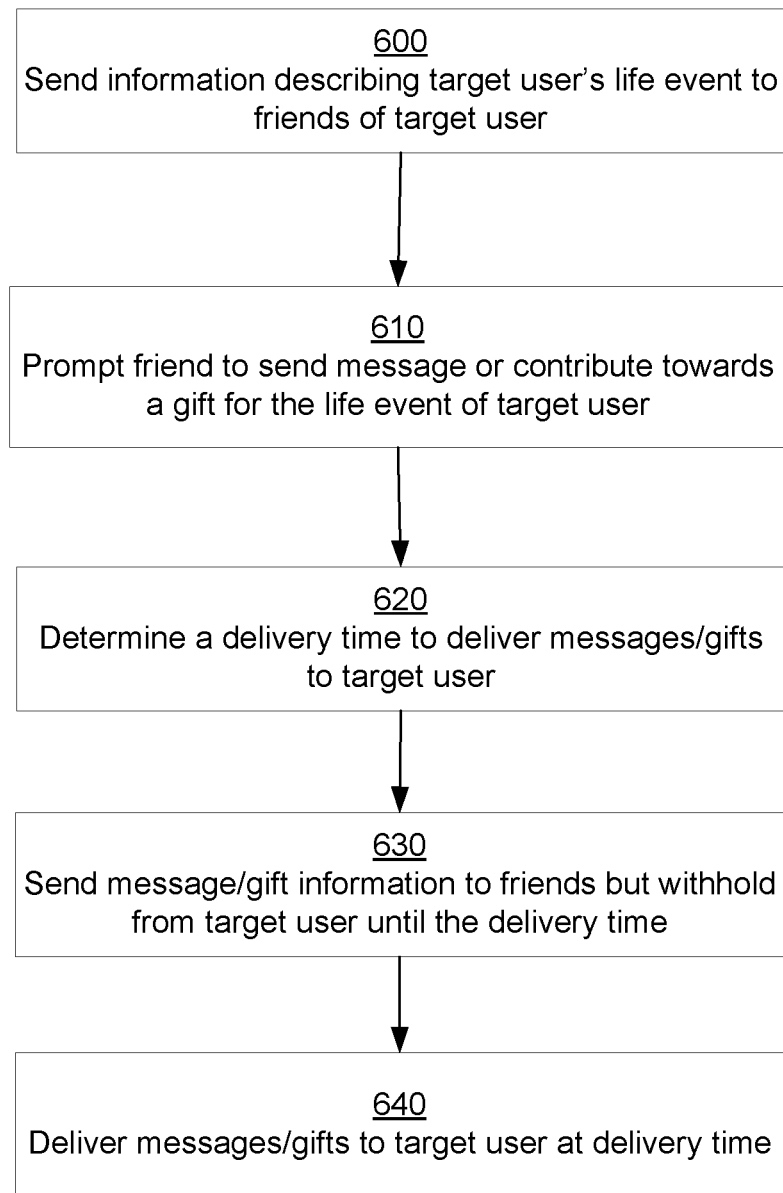 600
Send information describing target user’s life event to
friends of target user
610
Prompt friend to send message or contribute towards
a gift for the life event of target user
620
Determine a delivery time to deliver messages/gifts
to target user
630
Send message/gift information to friends but withhold
from target user until the delivery time
640
Deliver messages/gifts to target user at delivery time